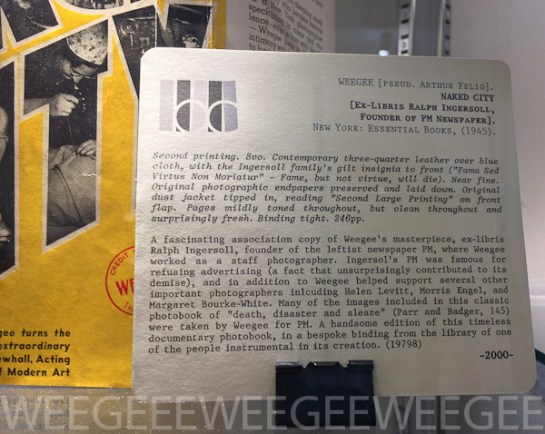 WEEGEE [PSEUD. ARTHUR FELIG].
NAKED CITY
[EX-LIBRIS RALPH INGERSOLL,
FOUNDER OF PM NEWSPAPER].
NEW YORK: ESSENTIAL BOOKS, (1945).
Second printing. 8vo. Contemporary three-quarter leather over blue
cloth, with the Ingersoll family's gilt insignia to front ("Fama Sed
Virtus Non Moriatur" - Fame, but not virtue, will die). Near fine.
Original photographic endpapers preserved and laid down. Original
dust jacket tipped in, reading "Second Large Printing" on front
flap. Pages mildly toned throughout, but clean throughout and
surprisingly fresh. Binding tight. 246pp.
A fascinating association copy of Weegee's masterpiece, ex-libris
Ralph Ingersoll, founder of the leftist newspaper PM, where Weegee
worked as a staff photographer. Ingersol's PM was famous for
refusing advertising (a fact that unsurprisingly contributed to its
demise), and in addition to Weegee helped support several other
important photographers inlcuding Helen Levitt, Morris Engel, and
Margaret Bourke-White. Many of the images included in this classic
photobook of "death, disaster and sleaze" (Parr and Badger, 145)
were taken by Weegee for PM. A handsome edition of this timeless
documentary photobook, in a bespoke binding from the library of one
of the people instrumental in its creation. (19798)
-2000-
CREDIT
WE
gee turns the
extraordinary
ewhall, Acting
f Modern Art
WEEGEEEWEEGEEWEEGEE